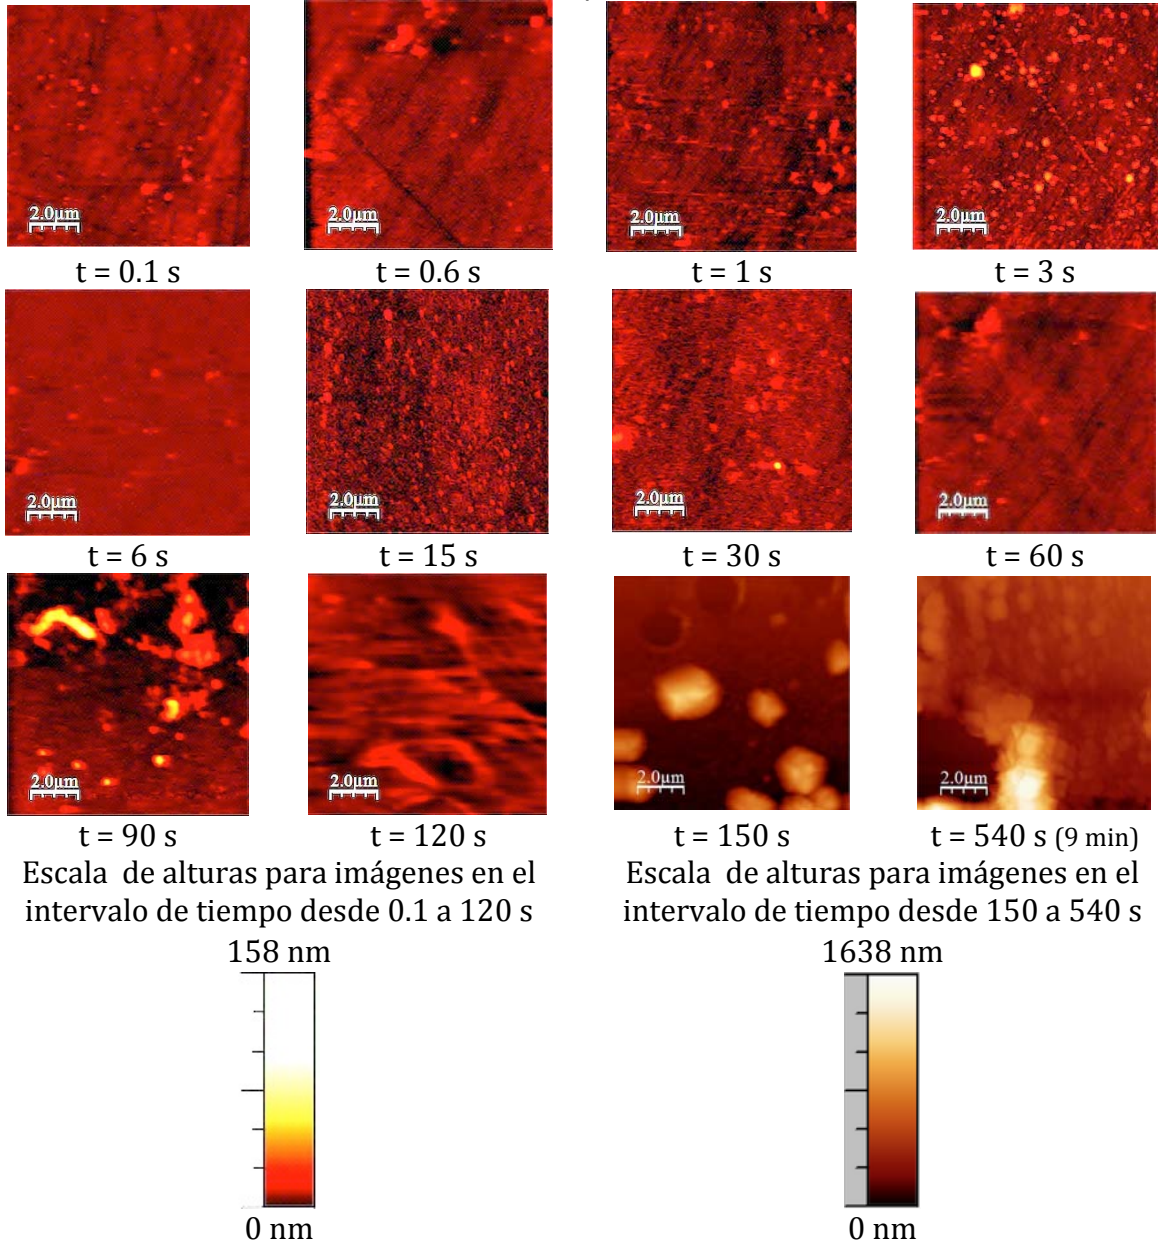 2.0µm 2.0µm 2.0µm 2.0µm
t = 0.1 s t = 0.6 s t = 1 s t = 3 s
2.0µm 2.0µm 2.0µm 2.0µm
t = 6 s t = 15 s t = 30 s t = 60 s
2.0µm 2.0µm 2.0µm 2.0µm
t = 90 s t = 120 s t = 150 s t = 540 s (9 min)
Escala de alturas para imágenes en el
intervalo de tiempo desde 0.1 a 120 s
158 nm
0 nm
Escala de alturas para imágenes en el
intervalo de tiempo desde 150 a 540 s
1638 nm
0 nm